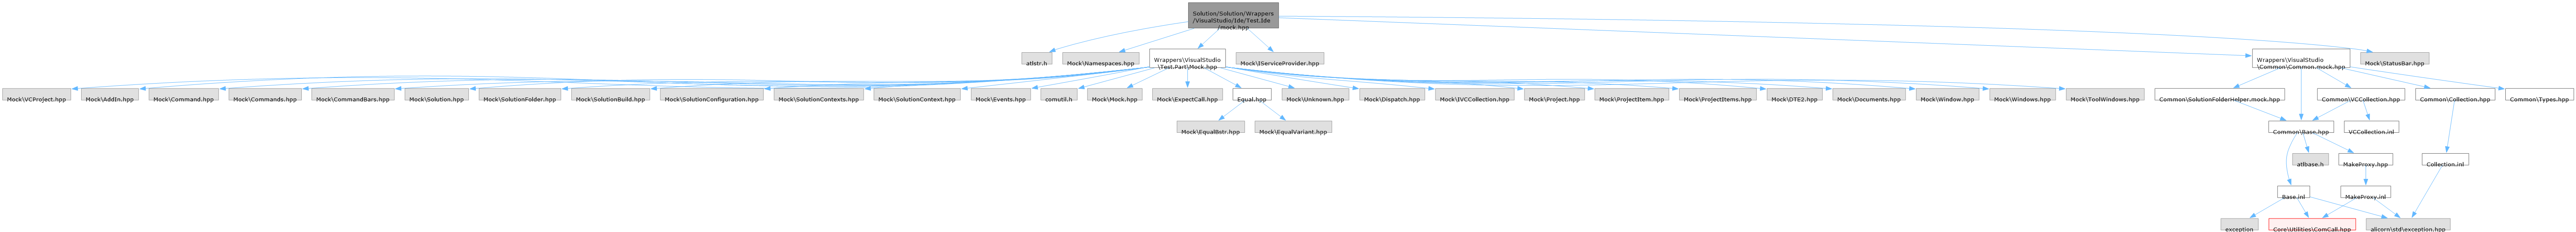 Solution/Solution/Wrappers
/VisualStudio/Ide/Test.Ide
/mock.hpp
atlstr.h
Mock\Namespaces.hpp
Wrappers\VisualStudio
\Test.Part\Mock.hpp
Mock\IServiceProvider.hpp
Wrappers\VisualStudio
\Common\Common.mock.hpp
Mock\StatusBar.hpp
Mock\VCProject.hpp
Mock\AddIn.hpp
Mock\Command.hpp
Mock\Commands.hpp
Mock\CommandBars.hpp
Mock\Solution.hpp
Mock\SolutionFolder.hpp
Mock\SolutionBuild.hpp
Mock\SolutionConfiguration.hpp
Mock\SolutionContexts.hpp
Mock\SolutionContext.hpp
Mock\Events.hpp
comutil.h
Mock\Mock.hpp
Mock\ExpectCall.hpp
Equal.hpp
Mock\Unknown.hpp
Mock\Dispatch.hpp
Mock\IVCCollection.hpp
Mock\Project.hpp
Mock\ProjectItem.hpp
Mock\ProjectItems.hpp
Mock\DTE2.hpp
Mock\Documents.hpp
Mock\Window.hpp
Mock\Windows.hpp
Mock\ToolWindows.hpp
Common\SolutionFolderHelper.mock.hpp
Common\VCCollection.hpp
Common\Collection.hpp
Common\Types.hpp
Mock\EqualBstr.hpp
Mock\EqualVariant.hpp
Common\Base.hpp
VCCollection.inl
atlbase.h
MakeProxy.hpp
Collection.inl
Base.inl
MakeProxy.inl
exception
Core\Utilities\ComCall.hpp
allcorn\std\exception.hpp